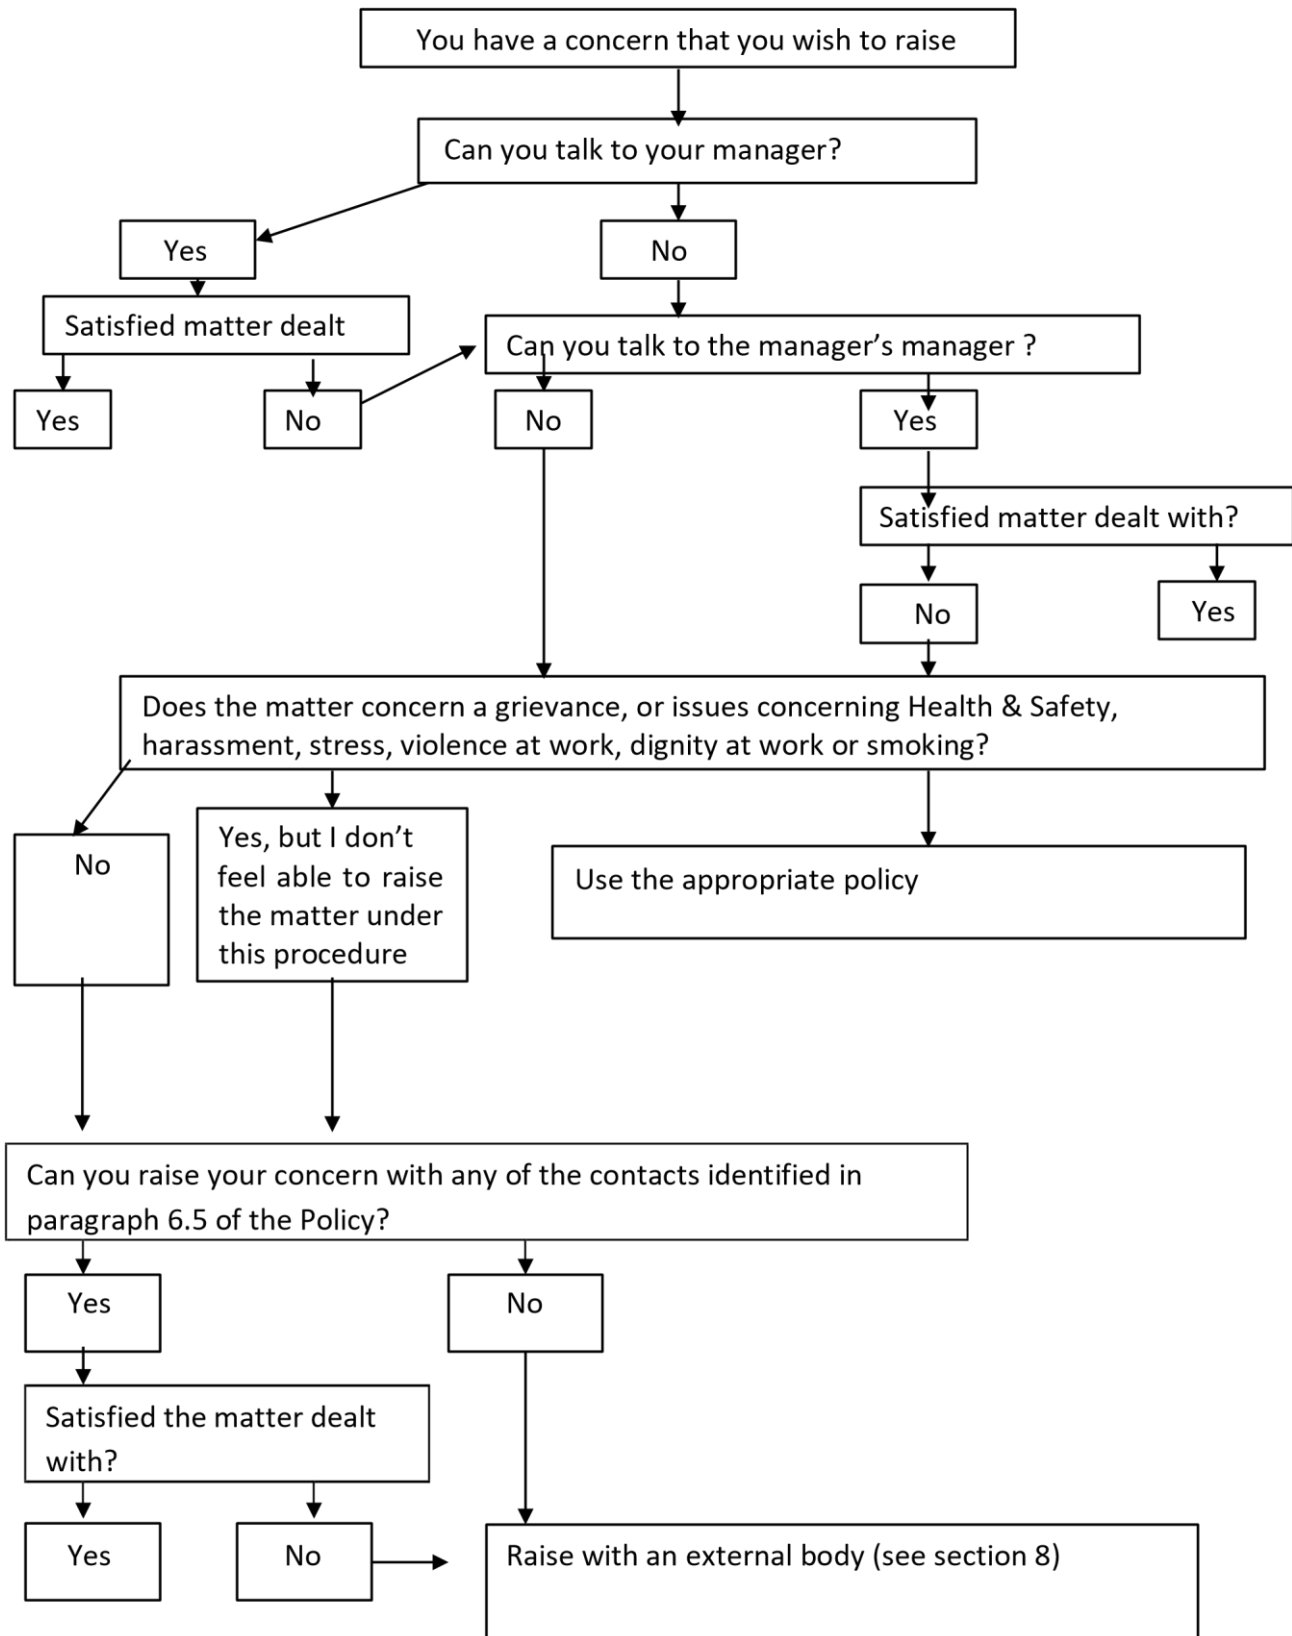 You have a concern that you wish to raise
Can you talk to your manager?
Yes
No
Satisfied matter dealt
Can you talk to the manager’s manager ?
Yes
No
No
Yes
Satisfied matter dealt with?
No
Yes
Does the matter concern a grievance, or issues concerning Health & Safety,
harassment, stress, violence at work, dignity at work or smoking?
No
Yes, but I don’t
feel able to raise
the matter under
this procedure
Use the appropriate policy
Can you raise your concern with any of the contacts identified in
paragraph 6.5 of the Policy?
Yes
No
Satisfied the matter dealt
with?
Yes
No
Raise with an external body (see section 8)